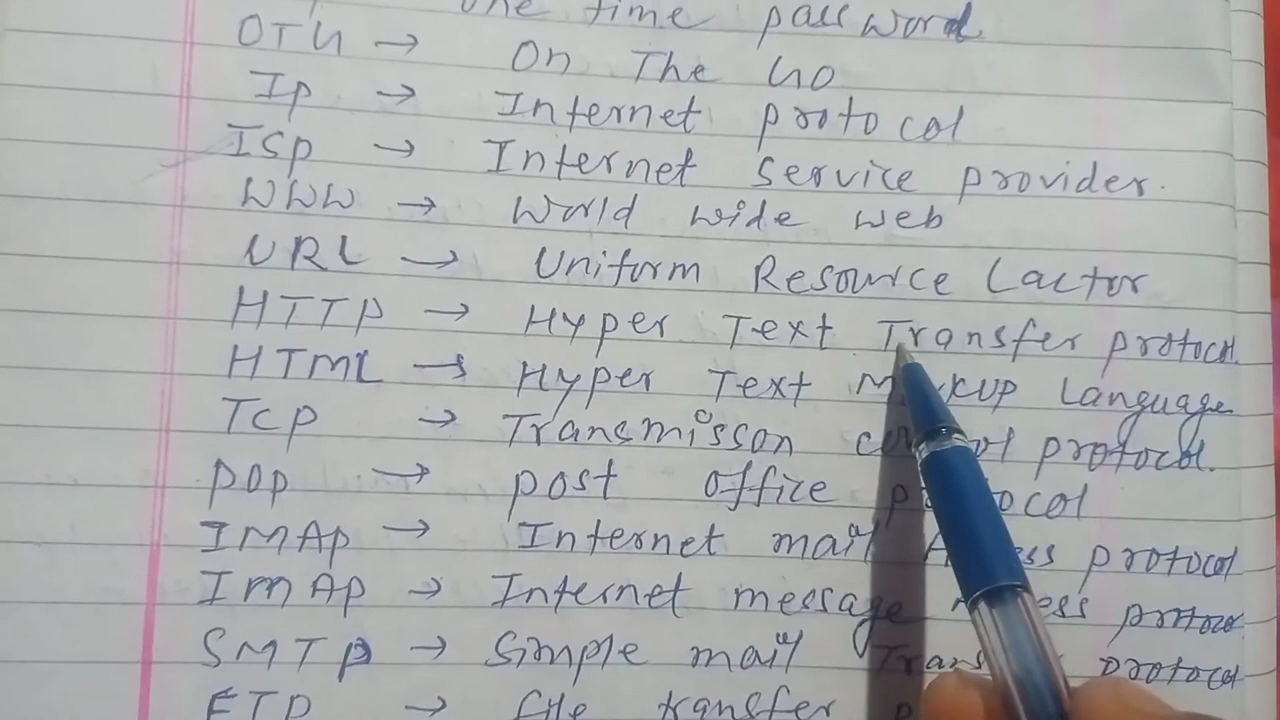 one time password
OTG → On The GO
Ip → Internet protocol
ISp → Internet service provider.
WWW → World wide web
URL → Uniform Resource Lactor
HTTP → Hyper Text Transfer protocol
HTML → Hyper Text Language
TCp → Transmisson protocol.
pop → post office
IMAp → Internet mail protocol
ImAp → Internet message protocol
SMTP → Simple mail protocol
FTP → file transfer